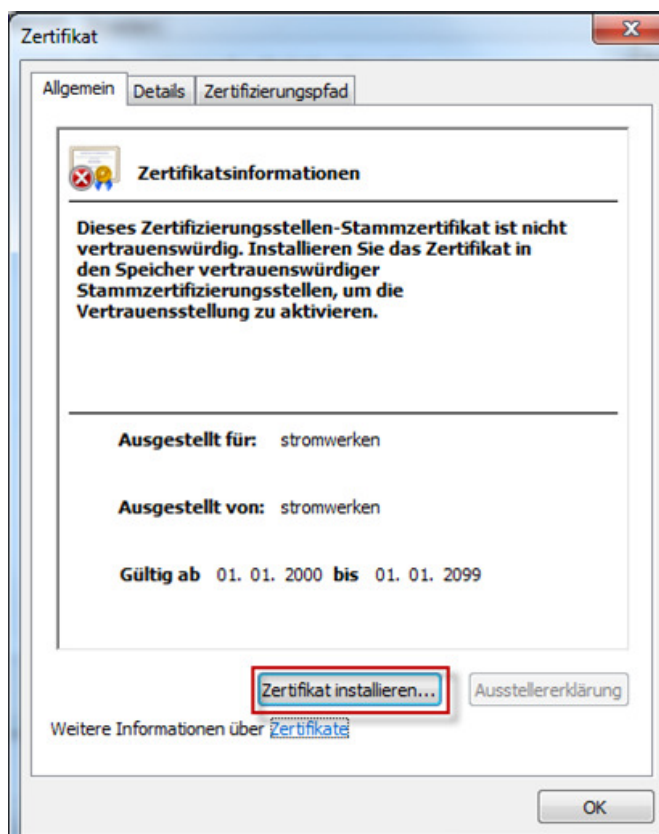 Zertifikat
Allgemein Details Zertifizierungspfad
Zertifikatsinformationen
Dieses Zertifizierungsstellen-Stammzertifikat ist nicht
vertrauenswürdig. Installieren Sie das Zertifikat in
den Speicher vertrauenswürdiger
Stammzertifizierungsstellen, um die
Vertrauensstellung zu aktivieren.
Ausgestellt für: stromwerken
Ausgestellt von: stromwerken
Gültig ab 01. 01. 2000 bis 01. 01. 2099
Zertifikat installieren... Ausstellererklärung
Weitere Informationen über Zertifikate
OK